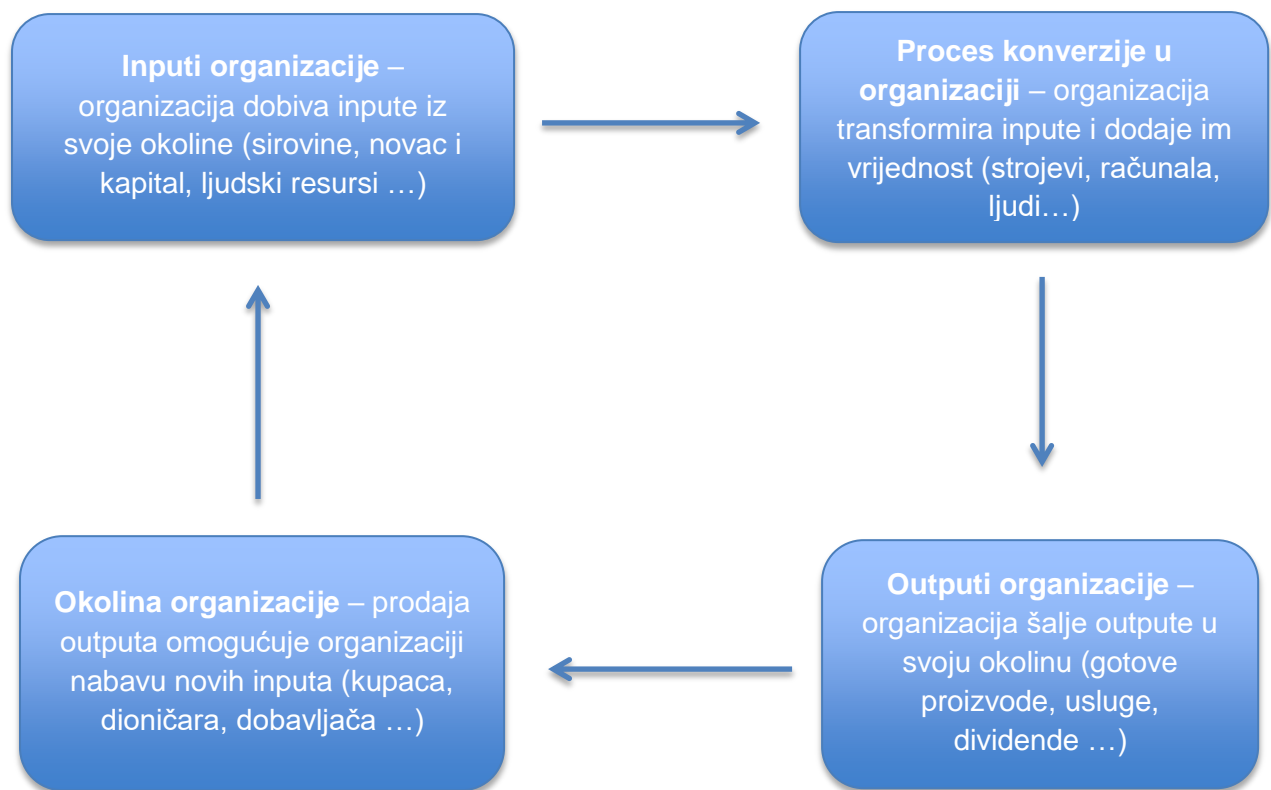 Inputi organizacije –
organizacija dobiva inpute iz
svoje okoline (sirovine, novac i
kapital, ljudski resursi …)
Proces konverzije u
organizaciji – organizacija
transformira inpute i dodaje im
vrijednost (strojevi, računala,
ljudi…)
Okolina organizacije – prodaja
outputa omogućuje organizaciji
nabavu novih inputa (kupaca,
dioničara, dobavljača …)
Outputi organizacije –
organizacija šalje outpute u
svoju okolinu (gotove
proizvode, usluge,
dividende …)